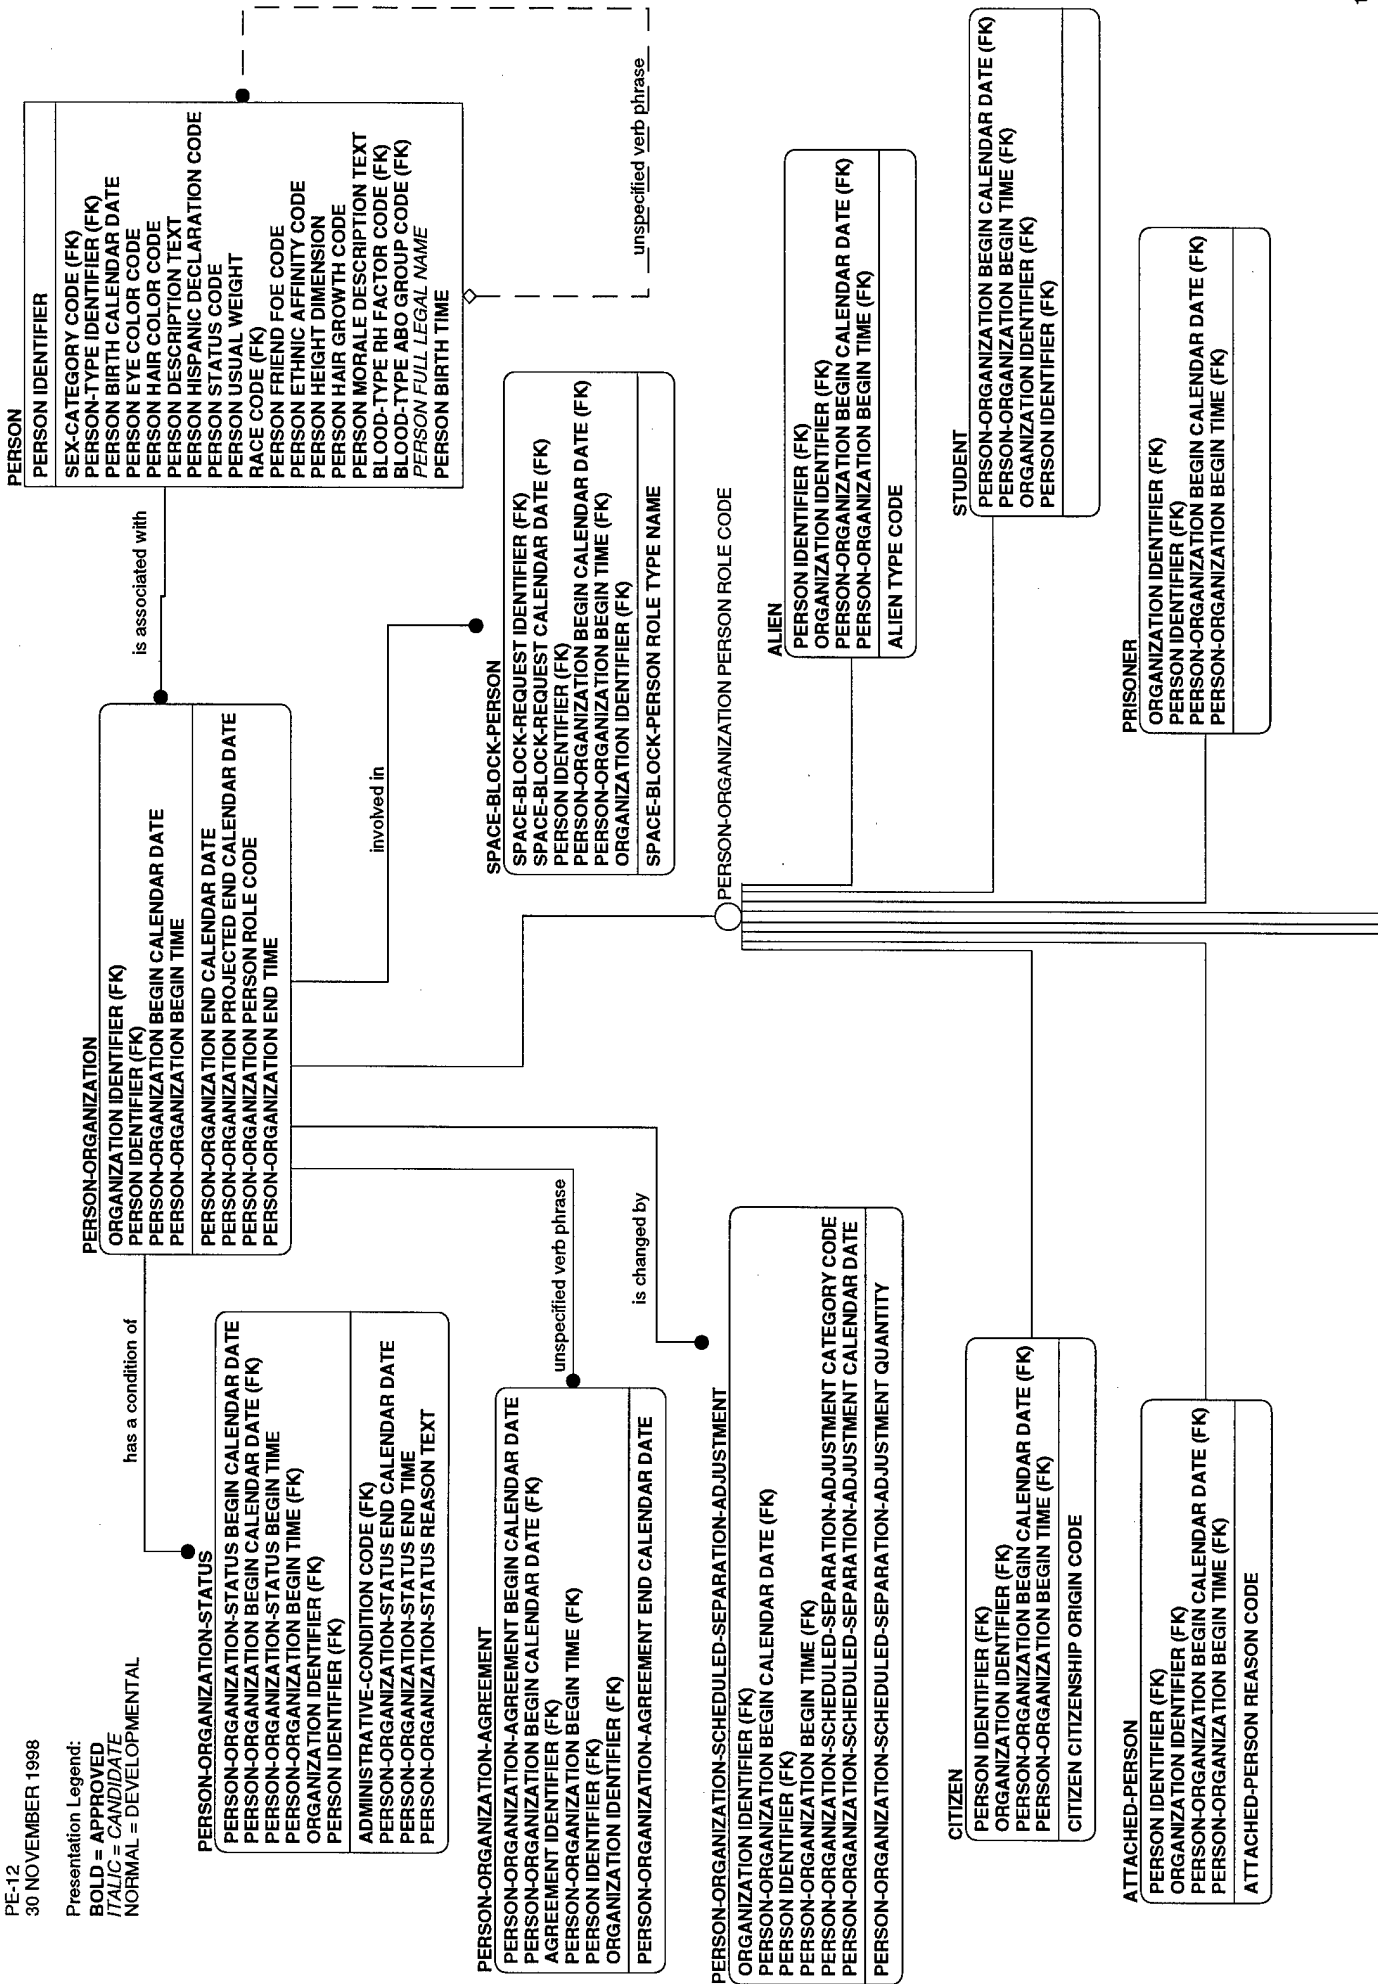 PE-12
30 NOVEMBER 1998
Presentation Legend:
BOLD = APPROVED
ITALIC = CANDIDATE
NORMAL = DEVELOPMENTAL
PERSON
PERSON IDENTIFIER
SEX-CATEGORY CODE (FK)
PERSON-TYPE IDENTIFIER (FK)
PERSON BIRTH CALENDAR DATE
PERSON EYE COLOR CODE
PERSON HAIR COLOR CODE
PERSON DESCRIPTION TEXT
PERSON HISPANIC DECLARATION CODE
PERSON STATUS CODE
PERSON USUAL WEIGHT
RACE CODE (FK)
PERSON FRIEND FOE CODE
PERSON ETHNIC AFFINITY CODE
PERSON HEIGHT DIMENSION
PERSON HAIR GROWTH CODE
PERSON MORALE DESCRIPTION TEXT
BLOOD-TYPE RH FACTOR CODE (FK)
BLOOD-TYPE ABO GROUP CODE (FK)
PERSON FULL LEGAL NAME
PERSON BIRTH TIME
unspecified verb phrase
is associated with
PERSON-ORGANIZATION
ORGANIZATION IDENTIFIER (FK)
PERSON IDENTIFIER (FK)
PERSON-ORGANIZATION BEGIN CALENDAR DATE
PERSON-ORGANIZATION BEGIN TIME
PERSON-ORGANIZATION END CALENDAR DATE
PERSON-ORGANIZATION PROJECTED END CALENDAR DATE
PERSON-ORGANIZATION PERSON ROLE CODE
PERSON-ORGANIZATION END TIME
has a condition of
PERSON-ORGANIZATION-STATUS
PERSON-ORGANIZATION-STATUS BEGIN CALENDAR DATE
PERSON-ORGANIZATION BEGIN CALENDAR DATE (FK)
PERSON-ORGANIZATION-STATUS BEGIN TIME
PERSON-ORGANIZATION BEGIN TIME (FK)
ORGANIZATION IDENTIFIER (FK)
PERSON IDENTIFIER (FK)
ADMINISTRATIVE-CONDITION CODE (FK)
PERSON-ORGANIZATION-STATUS END CALENDAR DATE
PERSON-ORGANIZATION-STATUS END TIME
PERSON-ORGANIZATION-STATUS REASON TEXT
involved in
SPACE-BLOCK-PERSON
SPACE-BLOCK-REQUEST IDENTIFIER (FK)
SPACE-BLOCK-REQUEST CALENDAR DATE (FK)
PERSON IDENTIFIER (FK)
PERSON-ORGANIZATION BEGIN CALENDAR DATE (FK)
PERSON-ORGANIZATION BEGIN TIME (FK)
ORGANIZATION IDENTIFIER (FK)
SPACE-BLOCK-PERSON ROLE TYPE NAME
unspecified verb phrase
PERSON-ORGANIZATION-AGREEMENT
PERSON-ORGANIZATION-AGREEMENT BEGIN CALENDAR DATE
PERSON-ORGANIZATION BEGIN CALENDAR DATE (FK)
AGREEMENT IDENTIFIER (FK)
PERSON-ORGANIZATION BEGIN TIME (FK)
PERSON IDENTIFIER (FK)
ORGANIZATION IDENTIFIER (FK)
PERSON-ORGANIZATION-AGREEMENT END CALENDAR DATE
is changed by
PERSON-ORGANIZATION-SCHEDULED-SEPARATION-ADJUSTMENT
ORGANIZATION IDENTIFIER (FK)
PERSON-ORGANIZATION BEGIN CALENDAR DATE (FK)
PERSON IDENTIFIER (FK)
PERSON-ORGANIZATION BEGIN TIME (FK)
PERSON-ORGANIZATION-SCHEDULED-SEPARATION-ADJUSTMENT CATEGORY CODE
PERSON-ORGANIZATION-SCHEDULED-SEPARATION-ADJUSTMENT CALENDAR DATE
PERSON-ORGANIZATION-SCHEDULED-SEPARATION-ADJUSTMENT QUANTITY
PERSON-ORGANIZATION PERSON ROLE CODE
ALIEN
PERSON IDENTIFIER (FK)
ORGANIZATION IDENTIFIER (FK)
PERSON-ORGANIZATION BEGIN CALENDAR DATE (FK)
PERSON-ORGANIZATION BEGIN TIME (FK)
ALIEN TYPE CODE
CITIZEN
PERSON IDENTIFIER (FK)
ORGANIZATION IDENTIFIER (FK)
PERSON-ORGANIZATION BEGIN CALENDAR DATE (FK)
PERSON-ORGANIZATION BEGIN TIME (FK)
CITIZEN CITIZENSHIP ORIGIN CODE
STUDENT
PERSON-ORGANIZATION BEGIN CALENDAR DATE (FK)
PERSON-ORGANIZATION BEGIN TIME (FK)
ORGANIZATION IDENTIFIER (FK)
PERSON IDENTIFIER (FK)
ATTACHED-PERSON
PERSON IDENTIFIER (FK)
ORGANIZATION IDENTIFIER (FK)
PERSON-ORGANIZATION BEGIN CALENDAR DATE (FK)
PERSON-ORGANIZATION BEGIN TIME (FK)
ATTACHED-PERSON REASON CODE
PRISONER
ORGANIZATION IDENTIFIER (FK)
PERSON IDENTIFIER (FK)
PERSON-ORGANIZATION BEGIN CALENDAR DATE (FK)
PERSON-ORGANIZATION BEGIN TIME (FK)
1